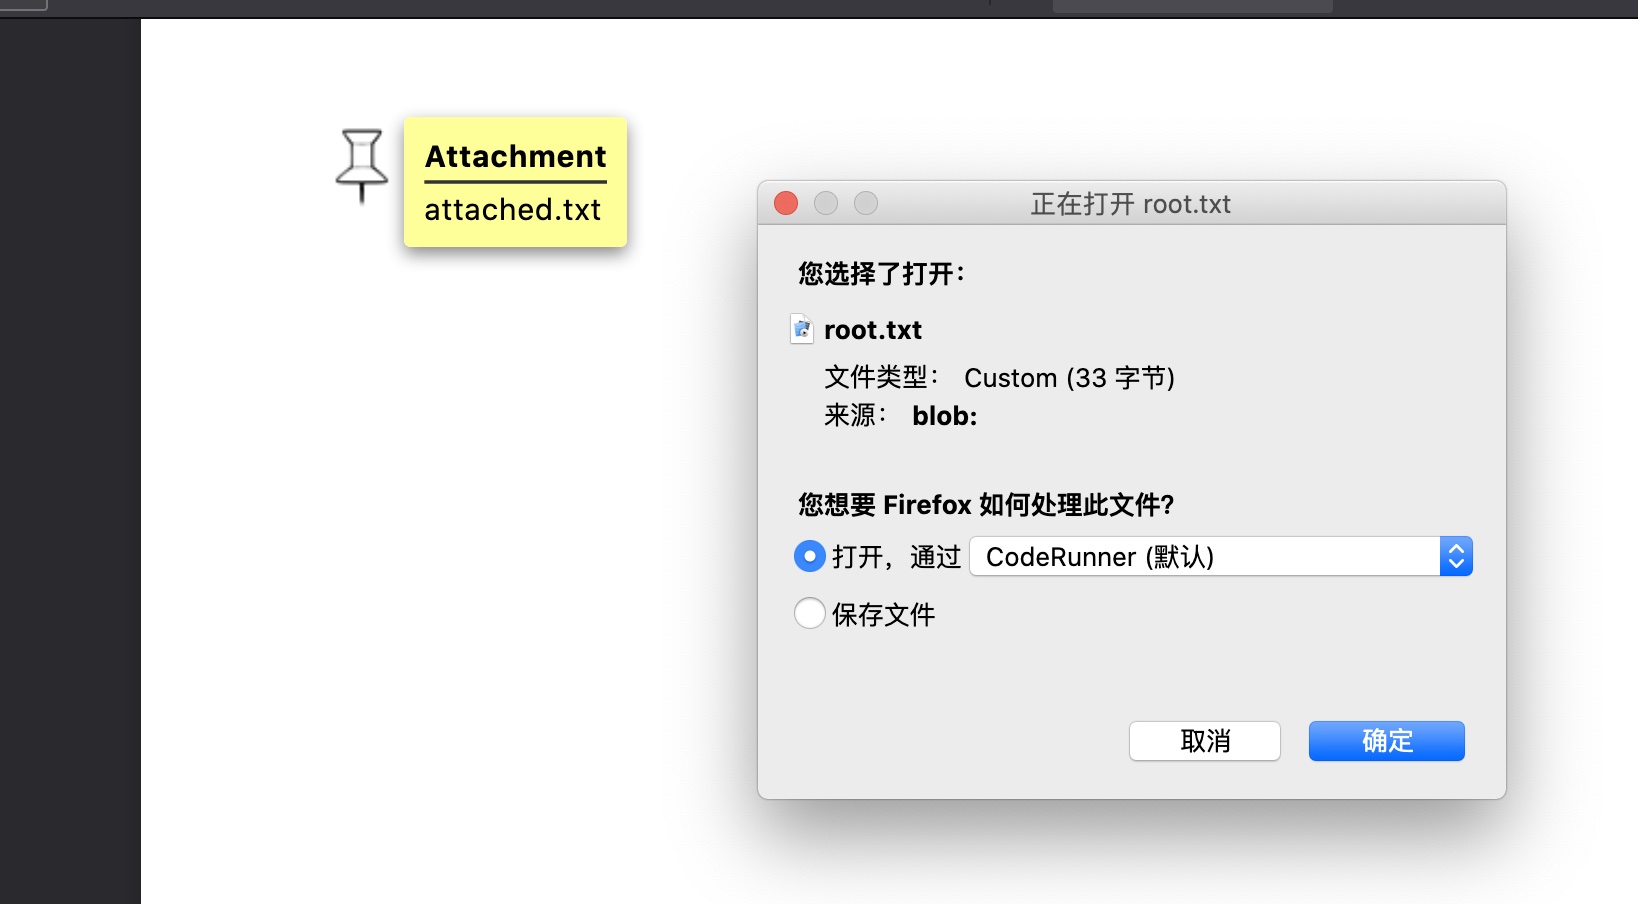 Attachment
attached.txt
正在打开 root.txt
您选择了打开：
root.txt
文件类型： Custom (33 字节)
来源： blob:
您想要 Firefox 如何处理此文件?
打开，通过 CodeRunner (默认)
保存文件
取消 确定